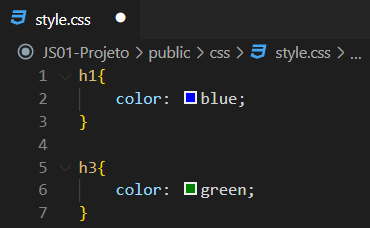 style.css
JS01-Projeto > public > css > style.css > ...
1 h1{
2 color: blue;
3 }
4
5 h3{
6 color: green;
7 }